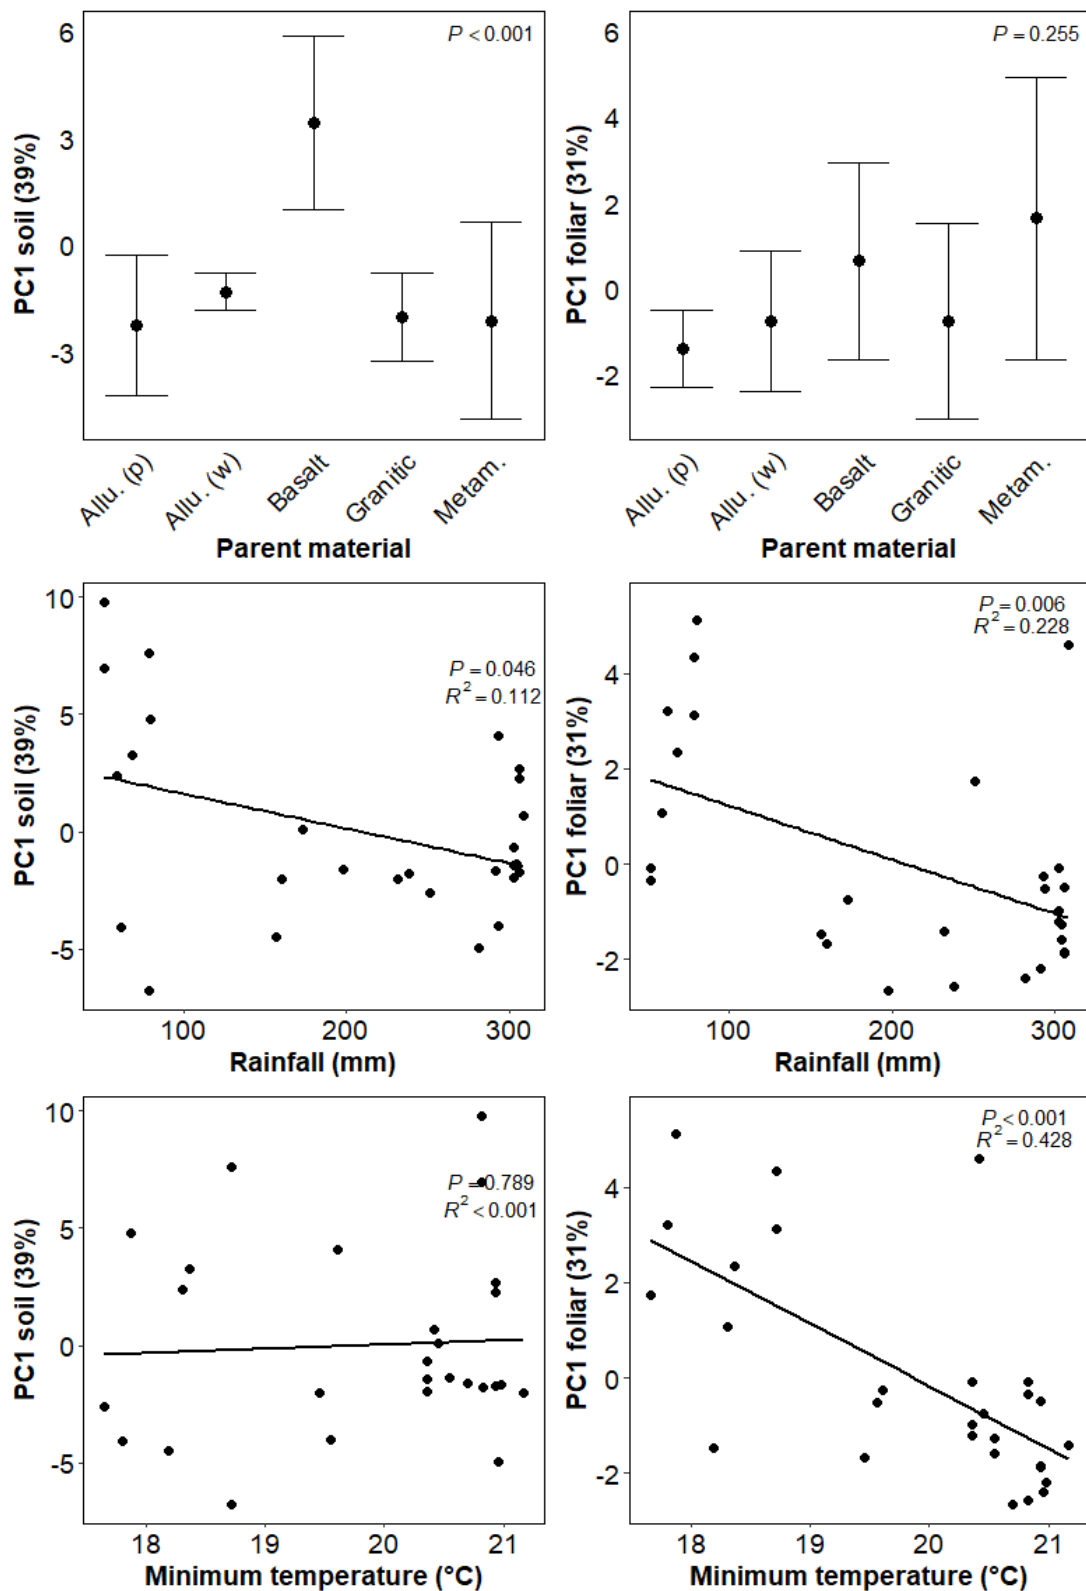 P < 0.001
PC1 soil (39%)
6
3
0
-3
Allu. (p)
Allu. (w)
Basalt
Granitic
Metam.
Parent material
P = 0.255
PC1 foliar (31%)
6
4
2
0
-2
Allu. (p)
Allu. (w)
Basalt
Granitic
Metam.
Parent material
P = 0.046
R² = 0.112
PC1 soil (39%)
10
5
0
-5
100 200 300
Rainfall (mm)
P = 0.006
R² = 0.228
PC1 foliar (31%)
4
2
0
-2
100 200 300
Rainfall (mm)
P = 0.789
R² < 0.001
PC1 soil (39%)
10
5
0
-5
18 19 20 21
Minimum temperature (°C)
P < 0.001
R² = 0.428
PC1 foliar (31%)
4
2
0
-2
18 19 20 21
Minimum temperature (°C)